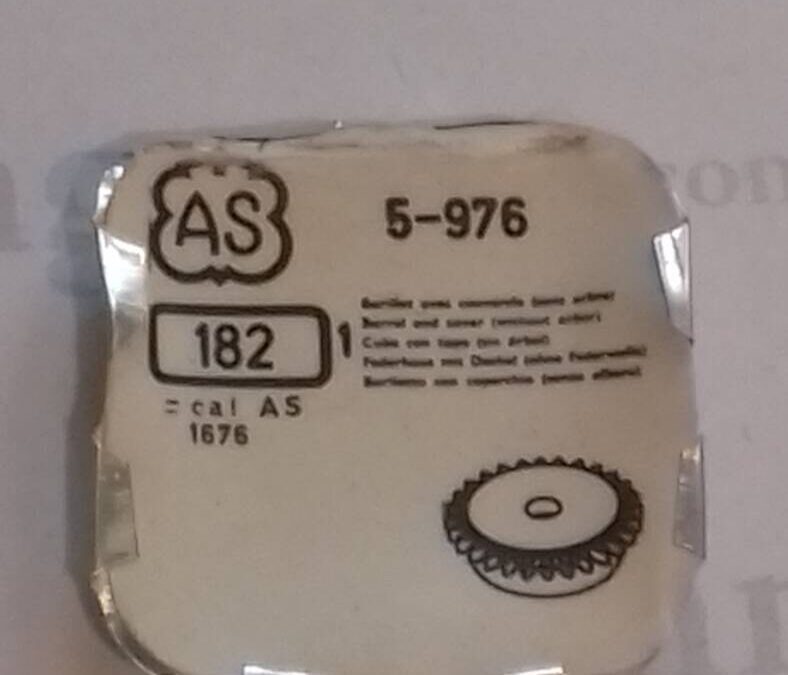 AS
5-976
182 1
Barillet avec couvercle (sans arbre)
Barrel and cover (without arbor)
Cubo con tapa (sin árbol)
Federhaus mit Deckel (ohne Federwelle)
Bariletto con coperchio (senza albero)
= cal AS
1676